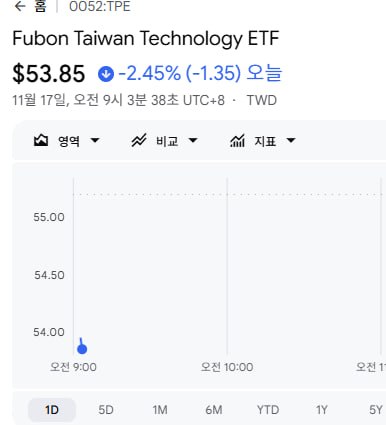 ← 홈 | 0052:TPE
Fubon Taiwan Technology ETF
$53.85 -2.45% (-1.35) 오늘
11월 17일, 오전 9시 3분 38초 UTC+8 · TWD
영역 비교 지표
55.00
54.50
54.00
오전 9:00 오전 10:00 오전 11
1D 5D 1M 6M YTD 1Y 5Y